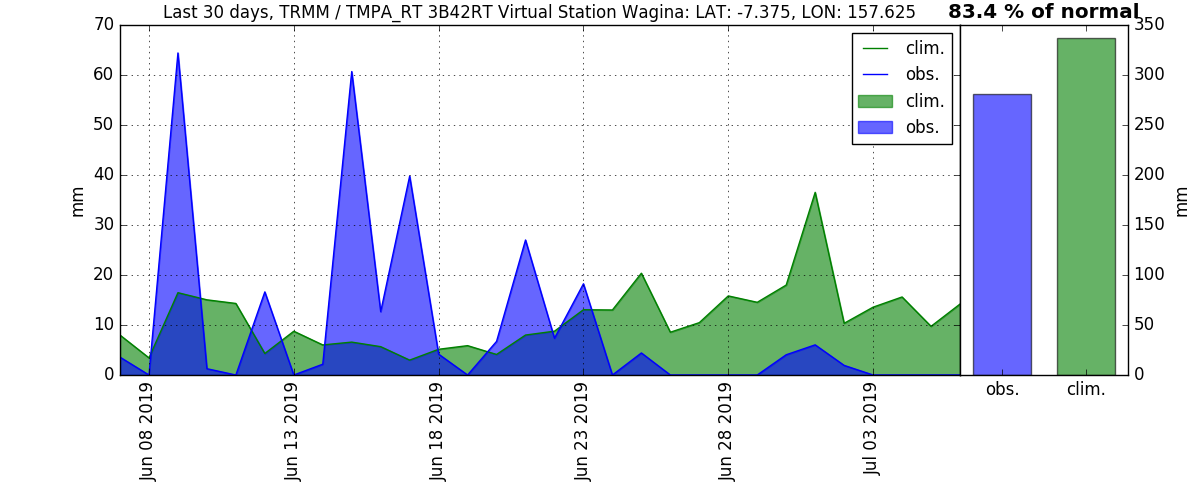 Last 30 days, TRMM / TMPA_RT 3B42RT Virtual Station Wagina: LAT: -7.375, LON: 157.625
83.4 % of normal
70
60
50
40
30
20
10
0
mm
clim.
obs.
clim.
obs.
350
300
250
200
150
100
50
0
mm
Jun 08 2019
Jun 13 2019
Jun 18 2019
Jun 23 2019
Jun 28 2019
Jul 03 2019
obs.
clim.